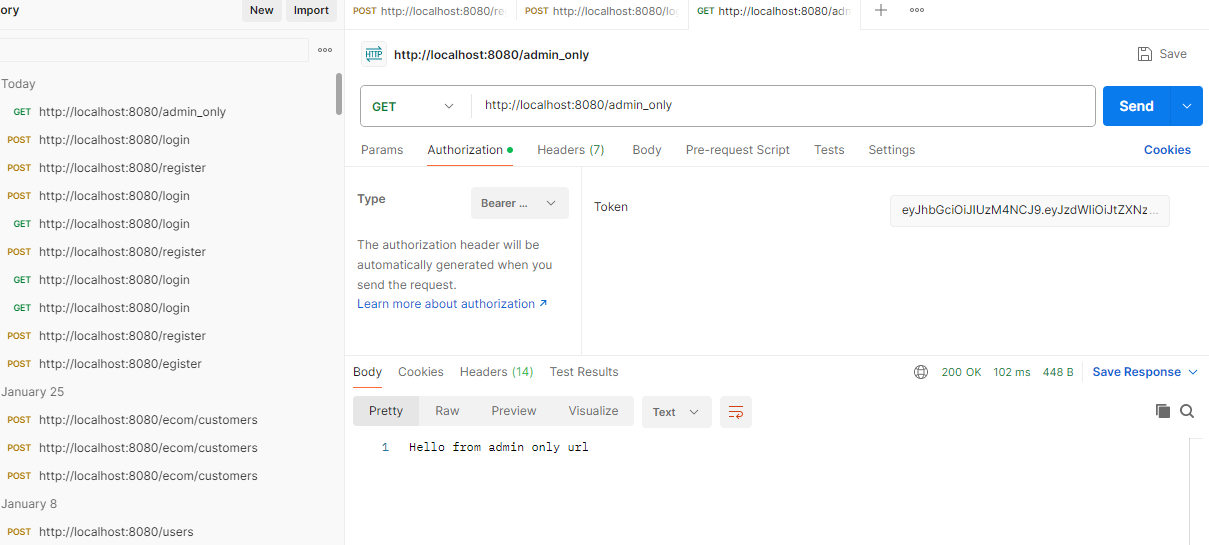 ory
New Import
Today
GET http://localhost:8080/admin_only
POST http://localhost:8080/login
POST http://localhost:8080/register
POST http://localhost:8080/login
GET http://localhost:8080/login
POST http://localhost:8080/register
GET http://localhost:8080/login
GET http://localhost:8080/login
POST http://localhost:8080/register
POST http://localhost:8080/egister
January 25
POST http://localhost:8080/ecom/customers
POST http://localhost:8080/ecom/customers
POST http://localhost:8080/ecom/customers
January 8
POST http://localhost:8080/users
POST http://localhost:8080/re POST http://localhost:8080/lo GET http://localhost:8080/adn
HTTP http://localhost:8080/admin_only Save
GET http://localhost:8080/admin_only Send
Params Authorization Headers (7) Body Pre-request Script Tests Settings Cookies
Type Bearer ... Token eyJhbGciOiJIUzM4NCJ9.eyJzdWIiOiJtZXNz...
The authorization header will be
automatically generated when you
send the request.
Learn more about authorization ↗
Body Cookies Headers (14) Test Results 200 OK 102 ms 448 B Save Response
Pretty Raw Preview Visualize Text
1 Hello from admin only url